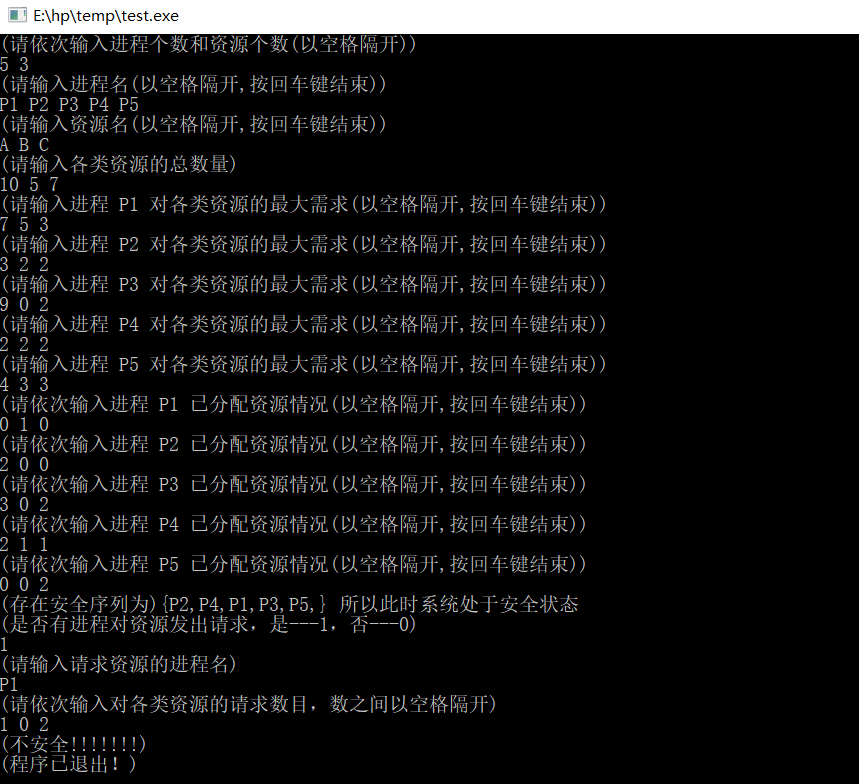 E:\hp\temp\test.exe
(请依次输入进程个数和资源个数(以空格隔开))
5 3
(请输入进程名(以空格隔开,按回车键结束))
P1 P2 P3 P4 P5
(请输入资源名(以空格隔开,按回车键结束))
A B C
(请输入各类资源的总数量)
10 5 7
(请输入进程 P1 对各类资源的最大需求(以空格隔开,按回车键结束))
7 5 3
(请输入进程 P2 对各类资源的最大需求(以空格隔开,按回车键结束))
3 2 2
(请输入进程 P3 对各类资源的最大需求(以空格隔开,按回车键结束))
9 0 2
(请输入进程 P4 对各类资源的最大需求(以空格隔开,按回车键结束))
2 2 2
(请输入进程 P5 对各类资源的最大需求(以空格隔开,按回车键结束))
4 3 3
(请依次输入进程 P1 已分配资源情况(以空格隔开,按回车键结束))
0 1 0
(请依次输入进程 P2 已分配资源情况(以空格隔开,按回车键结束))
2 0 0
(请依次输入进程 P3 已分配资源情况(以空格隔开,按回车键结束))
3 0 2
(请依次输入进程 P4 已分配资源情况(以空格隔开,按回车键结束))
2 1 1
(请依次输入进程 P5 已分配资源情况(以空格隔开,按回车键结束))
0 0 2
(存在安全序列为){P2,P4,P1,P3,P5,} 所以此时系统处于安全状态
(是否有进程对资源发出请求，是---1，否---0)
1
(请输入请求资源的进程名)
P1
(请依次输入对各类资源的请求数目，数之间以空格隔开)
1 0 2
(不安全!!!!!!!)
(程序已退出！)